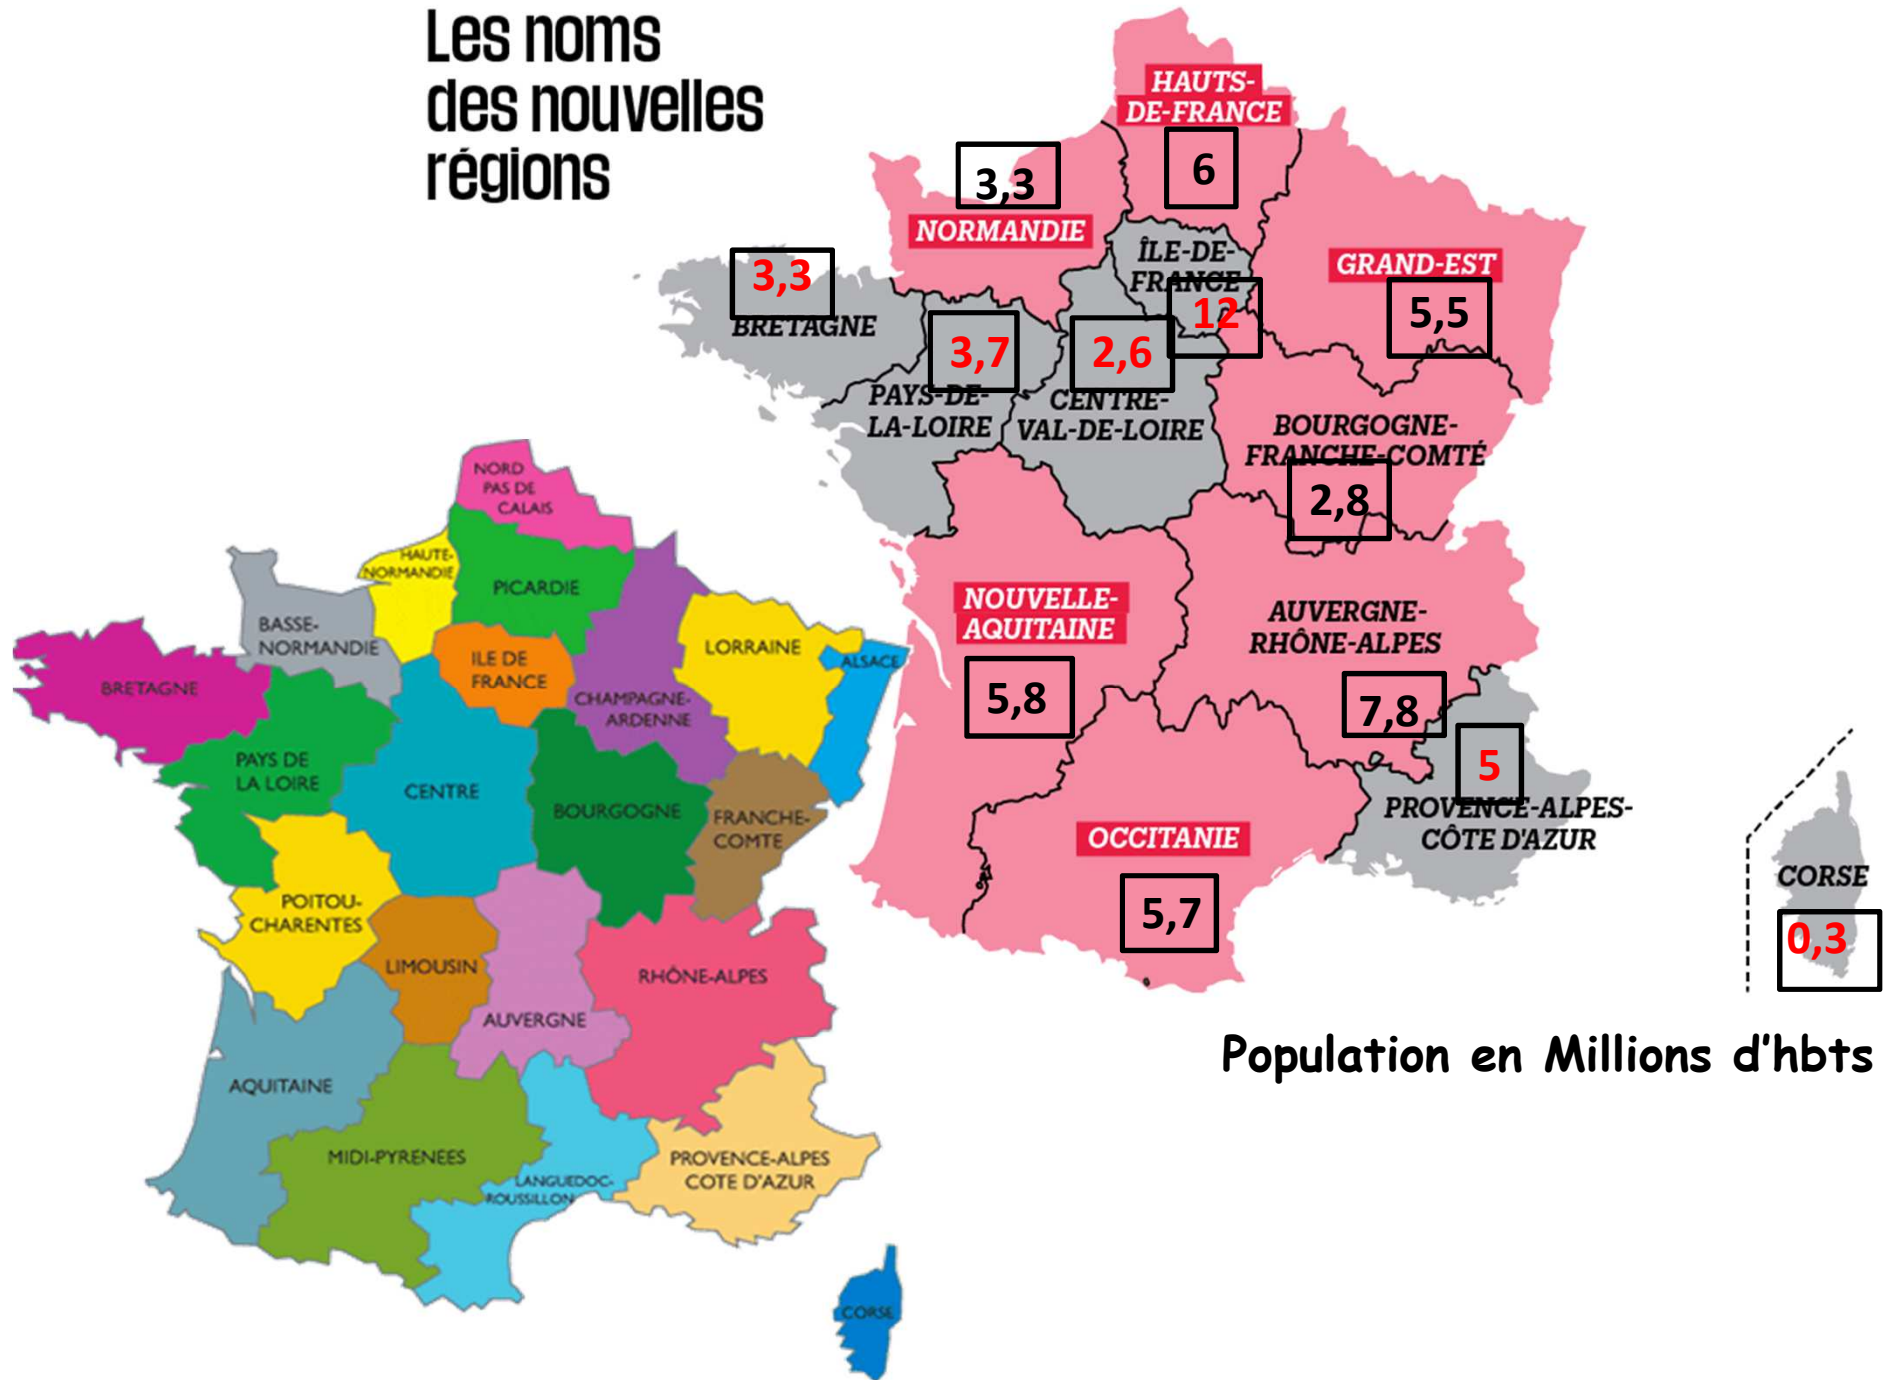 Les noms
des nouvelles
régions
HAUTS-
DE-FRANCE
6
3,3
NORMANDIE
ÎLE-DE-
FRANCE
12
GRAND-EST
5,5
3,3
BRETAGNE
3,7
PAYS-DE-
LA-LOIRE
2,6
CENTRE-
VAL-DE-LOIRE
BOURGOGNE-
FRANCHE-COMTÉ
2,8
NOUVELLE-
AQUITAINE
5,8
AUVERGNE-
RHÔNE-ALPES
7,8
5
PROVENCE-ALPES-
CÔTE D'AZUR
OCCITANIE
5,7
CORSE
0,3
Population en Millions d'hbts
NORD
PAS DE
CALAIS
HAUTE-
NORMANDIE
PICARDIE
BASSE-
NORMANDIE
ILE DE
FRANCE
LORRAINE
ALSACE
BRETAGNE
CHAMPAGNE-
ARDENNE
PAYS DE
LA LOIRE
CENTRE
BOURGOGNE
FRANCHE-
COMTE
POITOU-
CHARENTES
LIMOUSIN
RHÔNE-ALPES
AUVERGNE
AQUITAINE
MIDI-PYRENÉES
LANGUEDOC-
ROUSSILLON
PROVENCE-ALPES
COTE D'AZUR
CORSE